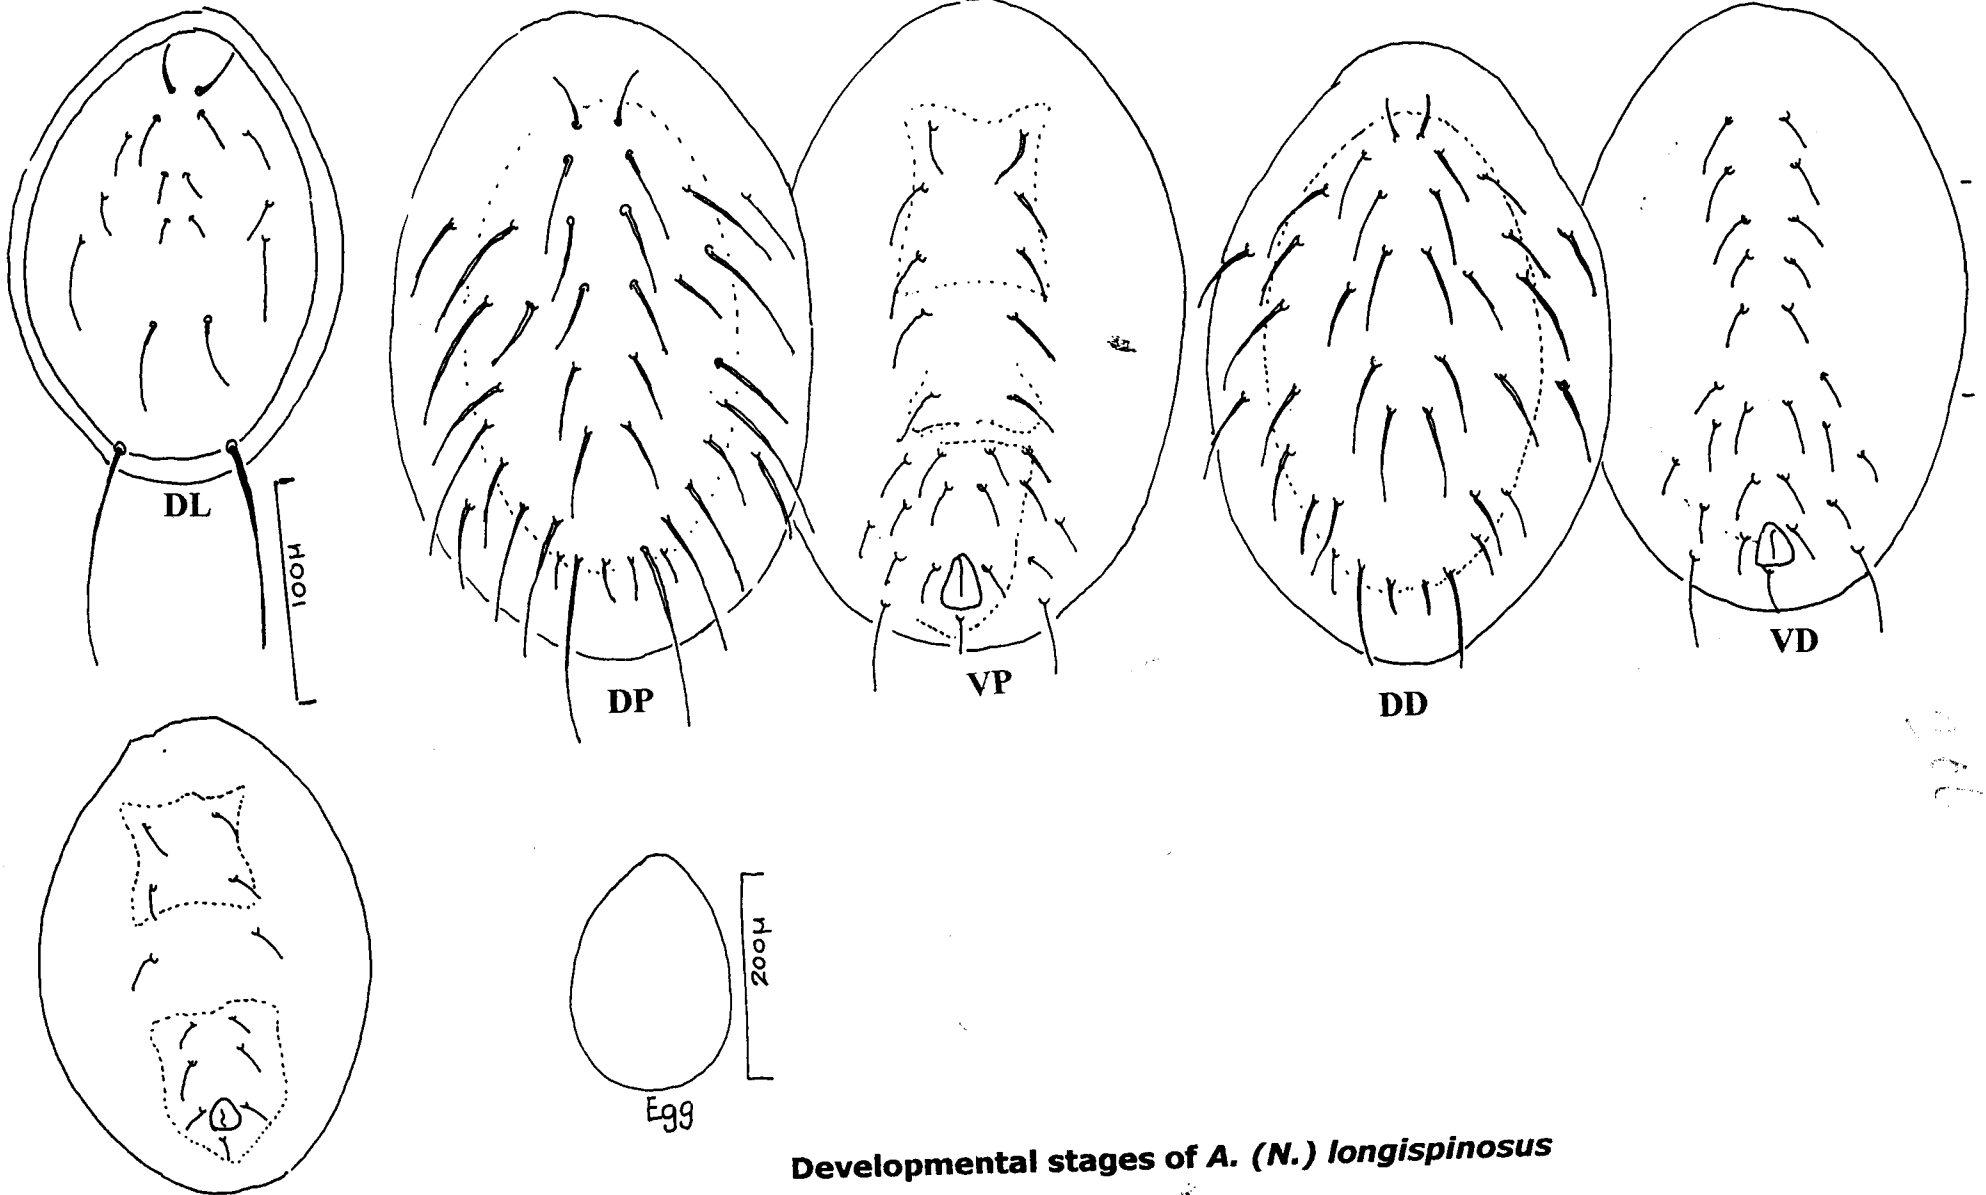 DL
100µ
DP
VP
DD
VD
200µ
Egg
Developmental stages of A. (N.) longispinosus